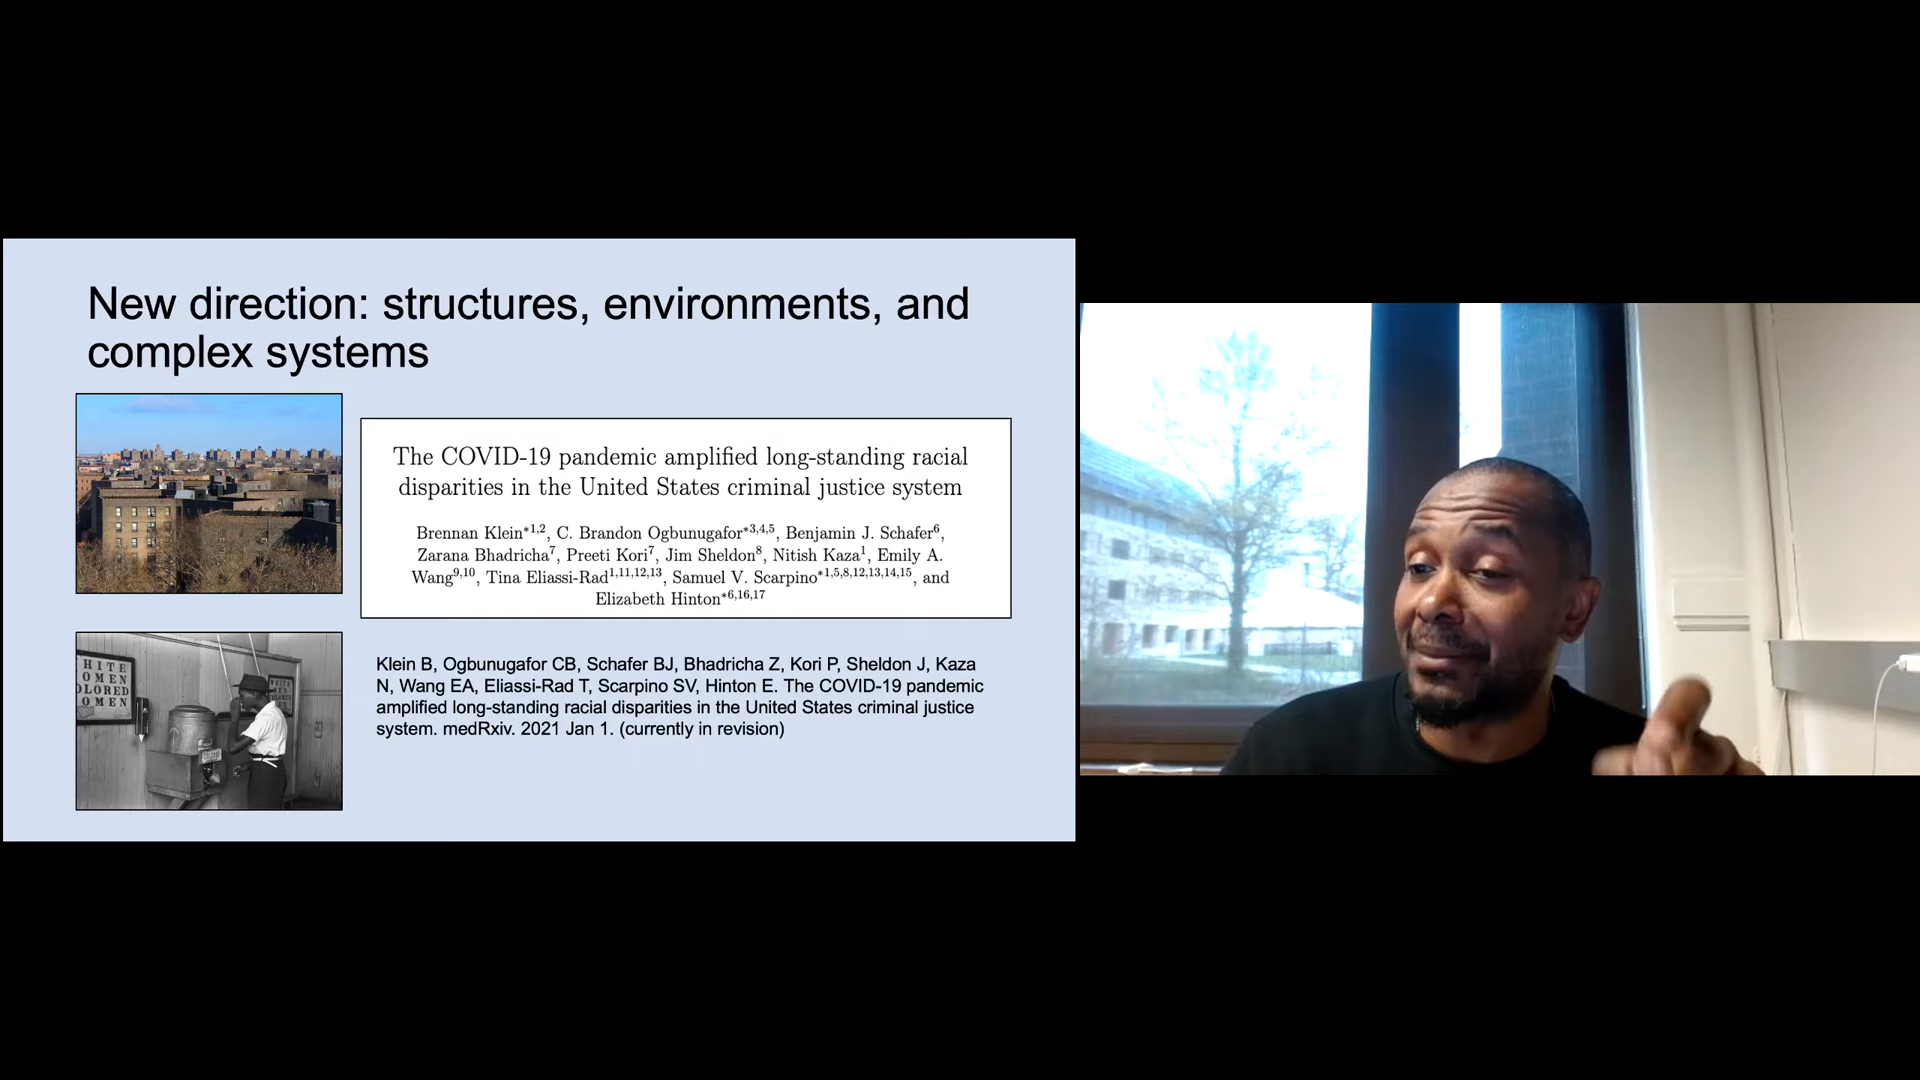 New direction: structures, environments, and
complex systems
The COVID-19 pandemic amplified long-standing racial
disparities in the United States criminal justice system
Brennan Klein*1,2, C. Brandon Ogbunugafor*3,4,5, Benjamin J. Schafer6,
Zarana Bhadricha7, Preeti Kori7, Jim Sheldon8, Nitish Kaza1, Emily A.
Wang9,10, Tina Eliassi-Rad1,11,12,13, Samuel V. Scarpino*1,5,8,12,13,14,15, and
Elizabeth Hinton*6,16,17
Klein B, Ogbunugafor CB, Schafer BJ, Bhadricha Z, Kori P, Sheldon J, Kaza
N, Wang EA, Eliassi-Rad T, Scarpino SV, Hinton E. The COVID-19 pandemic
amplified long-standing racial disparities in the United States criminal justice
system. medRxiv. 2021 Jan 1. (currently in revision)
HITE
OMEN
OLORED
OMEN